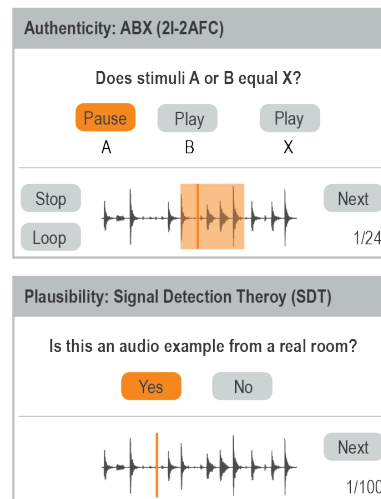 Authenticity: ABX (2I-2AFC)
Does stimuli A or B equal X?
Pause Play Play
A B X
Stop Next
Loop 1/24
Plausibility: Signal Detection Theroy (SDT)
Is this an audio example from a real room?
Yes No
Next
1/100